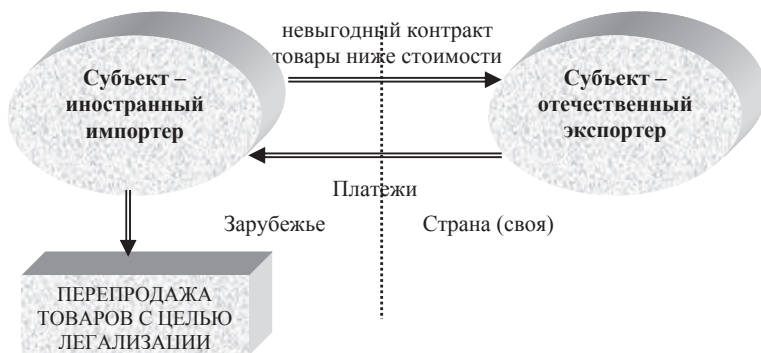 невыгодный контракт
товары ниже стоимости
Субъект –
иностранный
импортер
Субъект –
отечественный
экспортер
Платежи
Зарубежье
Страна (своя)
ПЕРЕПРОДАЖА
ТОВАРОВ С ЦЕЛЬЮ
ЛЕГАЛИЗАЦИИ